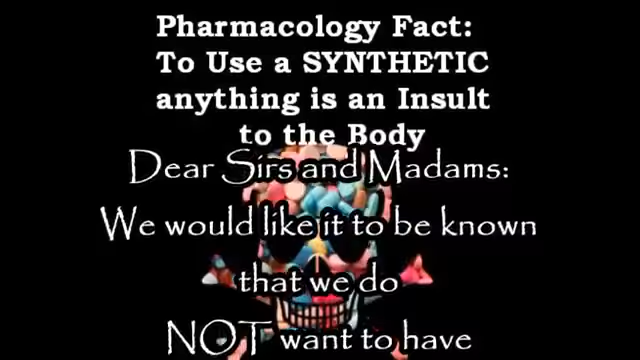 Pharmacology Fact:
To Use a SYNTHETIC
anything is an Insult
to the Body
Dear Sirs and Madams:
We would like it to be known
that we do
NOT want to have